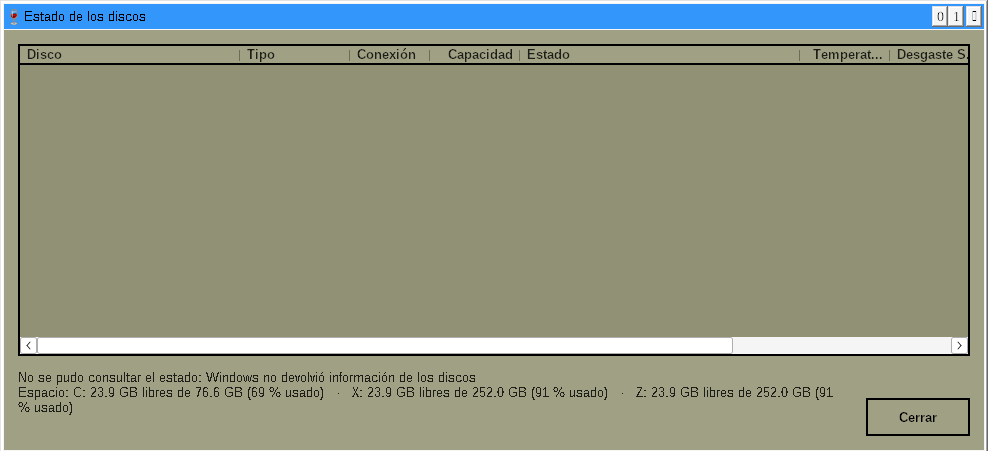 Estado de los discos
0 1
Disco Tipo Conexión Capacidad Estado Temperat... Desgaste S.
No se pudo consultar el estado: Windows no devolvió información de los discos
Espacio: C: 23.9 GB libres de 76.6 GB (69 % usado) · X: 23.9 GB libres de 252.0 GB (91 % usado) · Z: 23.9 GB libres de 252.0 GB (91
% usado)
Cerrar